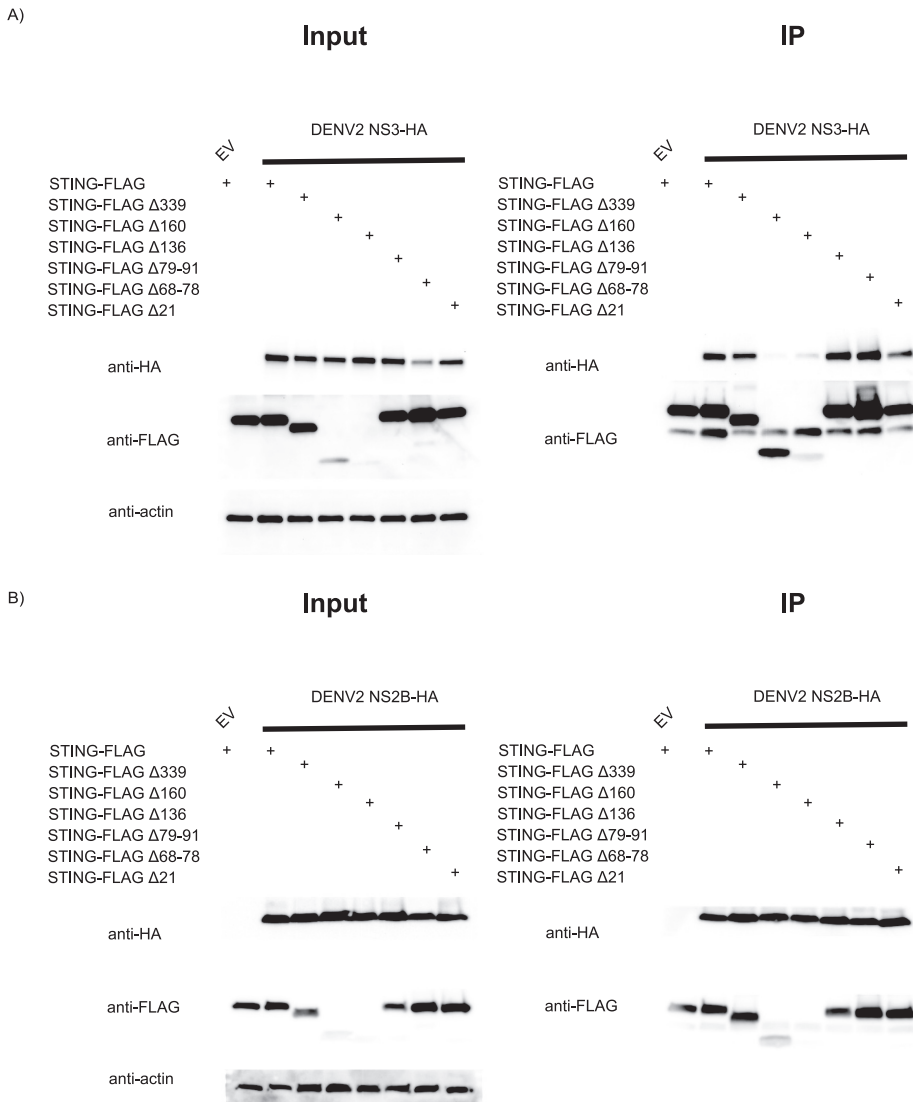 A)
Input
IP
EV
DENV2 NS3-HA
EV
DENV2 NS3-HA
STING-FLAG + +
STING-FLAG Δ339 +
STING-FLAG Δ160 +
STING-FLAG Δ136 +
STING-FLAG Δ79-91 +
STING-FLAG Δ68-78 +
STING-FLAG Δ21 +
STING-FLAG + +
STING-FLAG Δ339 +
STING-FLAG Δ160 +
STING-FLAG Δ136 +
STING-FLAG Δ79-91 +
STING-FLAG Δ68-78 +
STING-FLAG Δ21 +
anti-HA
anti-HA
anti-FLAG
anti-FLAG
anti-actin
B)
Input
IP
EV
DENV2 NS2B-HA
EV
DENV2 NS2B-HA
STING-FLAG + +
STING-FLAG Δ339 +
STING-FLAG Δ160 +
STING-FLAG Δ136 +
STING-FLAG Δ79-91 +
STING-FLAG Δ68-78 +
STING-FLAG Δ21 +
STING-FLAG + +
STING-FLAG Δ339 +
STING-FLAG Δ160 +
STING-FLAG Δ136 +
STING-FLAG Δ79-91 +
STING-FLAG Δ68-78 +
STING-FLAG Δ21 +
anti-HA
anti-HA
anti-FLAG
anti-FLAG
anti-actin